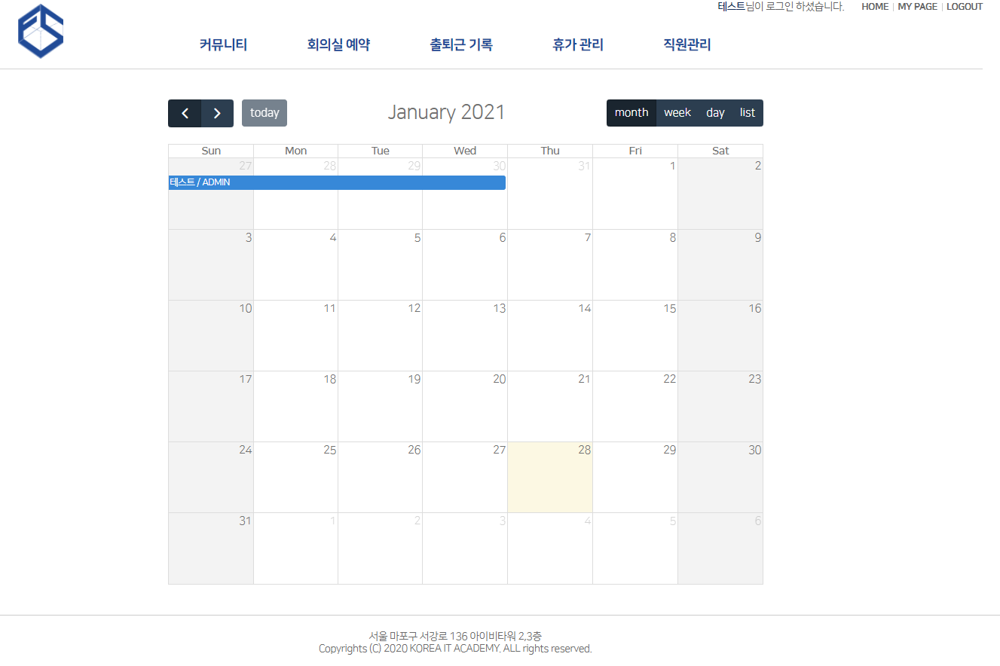 테스트님이 로그인 하셨습니다. HOME | MY PAGE | LOGOUT
커뮤니티 회의실 예약 출퇴근 기록 휴가 관리 직원관리
today January 2021 month week day list
Sun Mon Tue Wed Thu Fri Sat
27 28 29 30 31 1 2
테스트 / ADMIN
3 4 5 6 7 8 9
10 11 12 13 14 15 16
17 18 19 20 21 22 23
24 25 26 27 28 29 30
31 1 2 3 4 5 6
서울 마포구 서강로 136 아이비타워 2,3층
Copyrights (C) 2020 KOREA IT ACADEMY. ALL rights reserved.